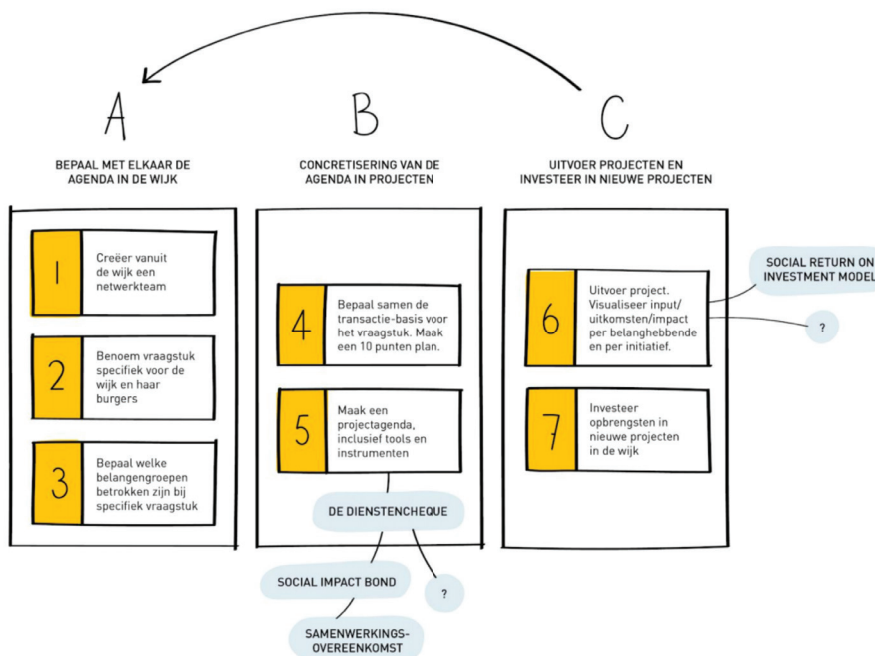 A
BEPAAL MET ELKAAR DE
AGENDA IN DE WIJK
1
Creëer vanuit
de wijk een
netwerkteam
2
Benoem vraagstuk
specifiek voor de
wijk en haar
burgers
3
Bepaal welke
belangengroepen
betrokken zijn bij
specifiek vraagstuk
B
CONCRETISERING VAN DE
AGENDA IN PROJECTEN
4
Bepaal samen de
transactie-basis voor
het vraagstuk. Maak
een 10 punten plan.
5
Maak een
projectagenda,
inclusief tools en
instrumenten
DE DIENSTENCHEQUE
SOCIAL IMPACT BOND
?
SAMENWERKINGS-
OVEREENKOMST
C
UITVOER PROJECTEN EN
INVESTEER IN NIEUWE PROJECTEN
6
Uitvoer project.
Visualiseer input/
uitkomsten/impact
per belanghebbende
en per initiatief.
SOCIAL RETURN ON
INVESTMENT MODEL
?
7
Investeer
opbrengsten in
nieuwe projecten
in de wijk